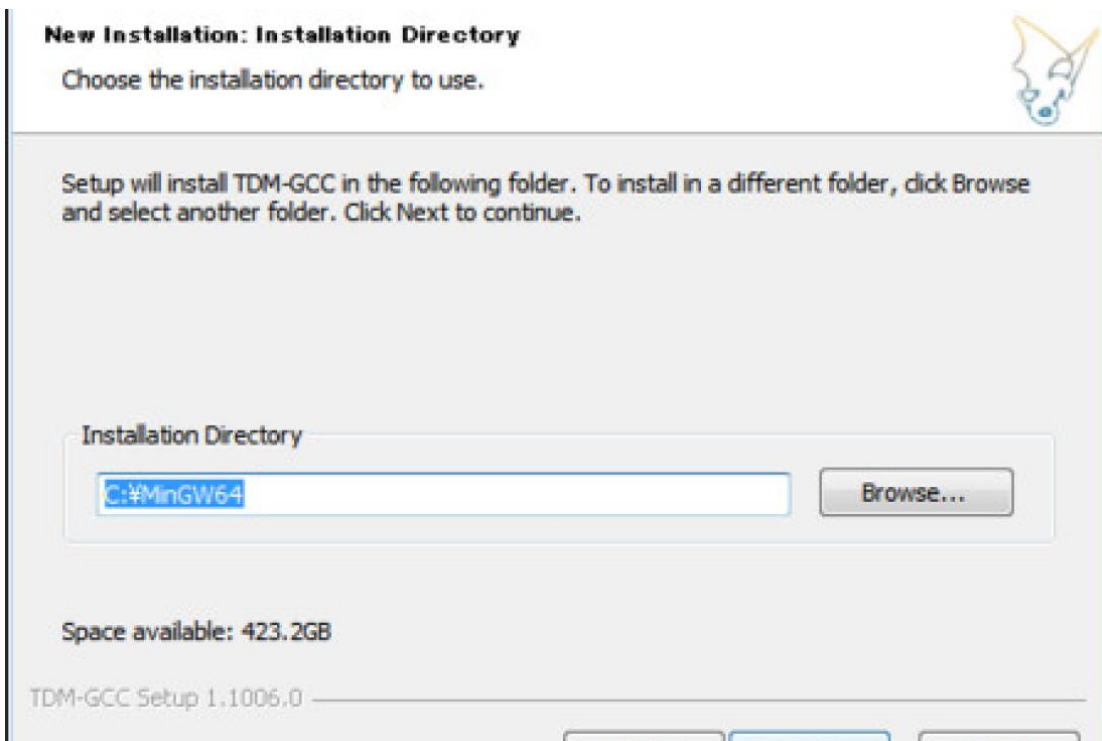 New Installation: Installation Directory
Choose the installation directory to use.
Setup will install TDM-GCC in the following folder. To install in a different folder, click Browse
and select another folder. Click Next to continue.
Installation Directory
C:¥MinGW64
Browse...
Space available: 423.2GB
TDM-GCC Setup 1.1006.0